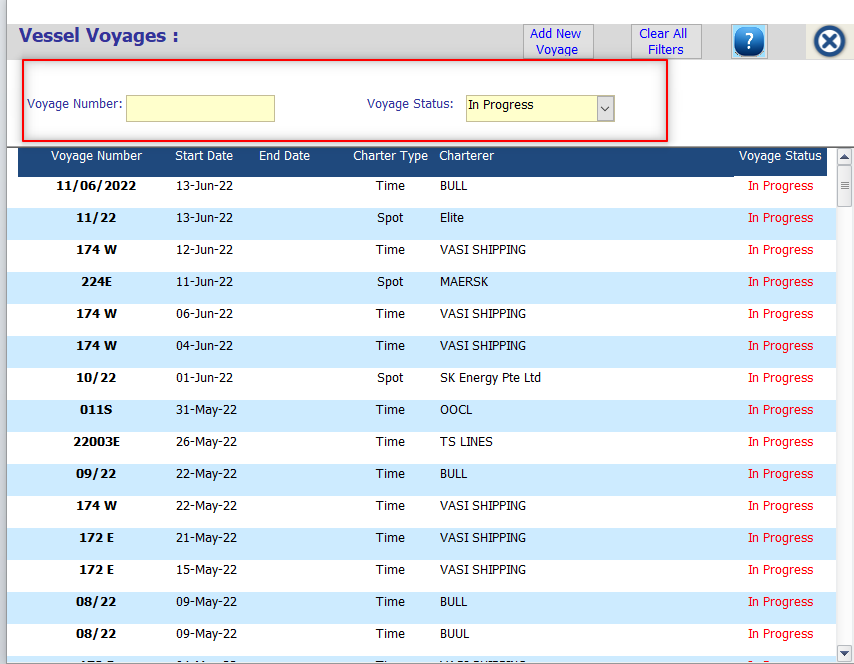 Vessel Voyages :
Add New Voyage
Clear All Filters
?
Voyage Number:
Voyage Status: In Progress
Voyage Number Start Date End Date Charter Type Charterer Voyage Status
11/06/2022 13-Jun-22 Time BULL In Progress
11/22 13-Jun-22 Spot Elite In Progress
174 W 12-Jun-22 Time VASI SHIPPING In Progress
224E 11-Jun-22 Spot MAERSK In Progress
174 W 06-Jun-22 Time VASI SHIPPING In Progress
174 W 04-Jun-22 Time VASI SHIPPING In Progress
10/22 01-Jun-22 Spot SK Energy Pte Ltd In Progress
011S 31-May-22 Time OOCL In Progress
22003E 26-May-22 Time TS LINES In Progress
09/22 22-May-22 Time BULL In Progress
174 W 22-May-22 Time VASI SHIPPING In Progress
172 E 21-May-22 Time VASI SHIPPING In Progress
172 E 15-May-22 Time VASI SHIPPING In Progress
08/22 09-May-22 Time BULL In Progress
08/22 09-May-22 Time BUUL In Progress